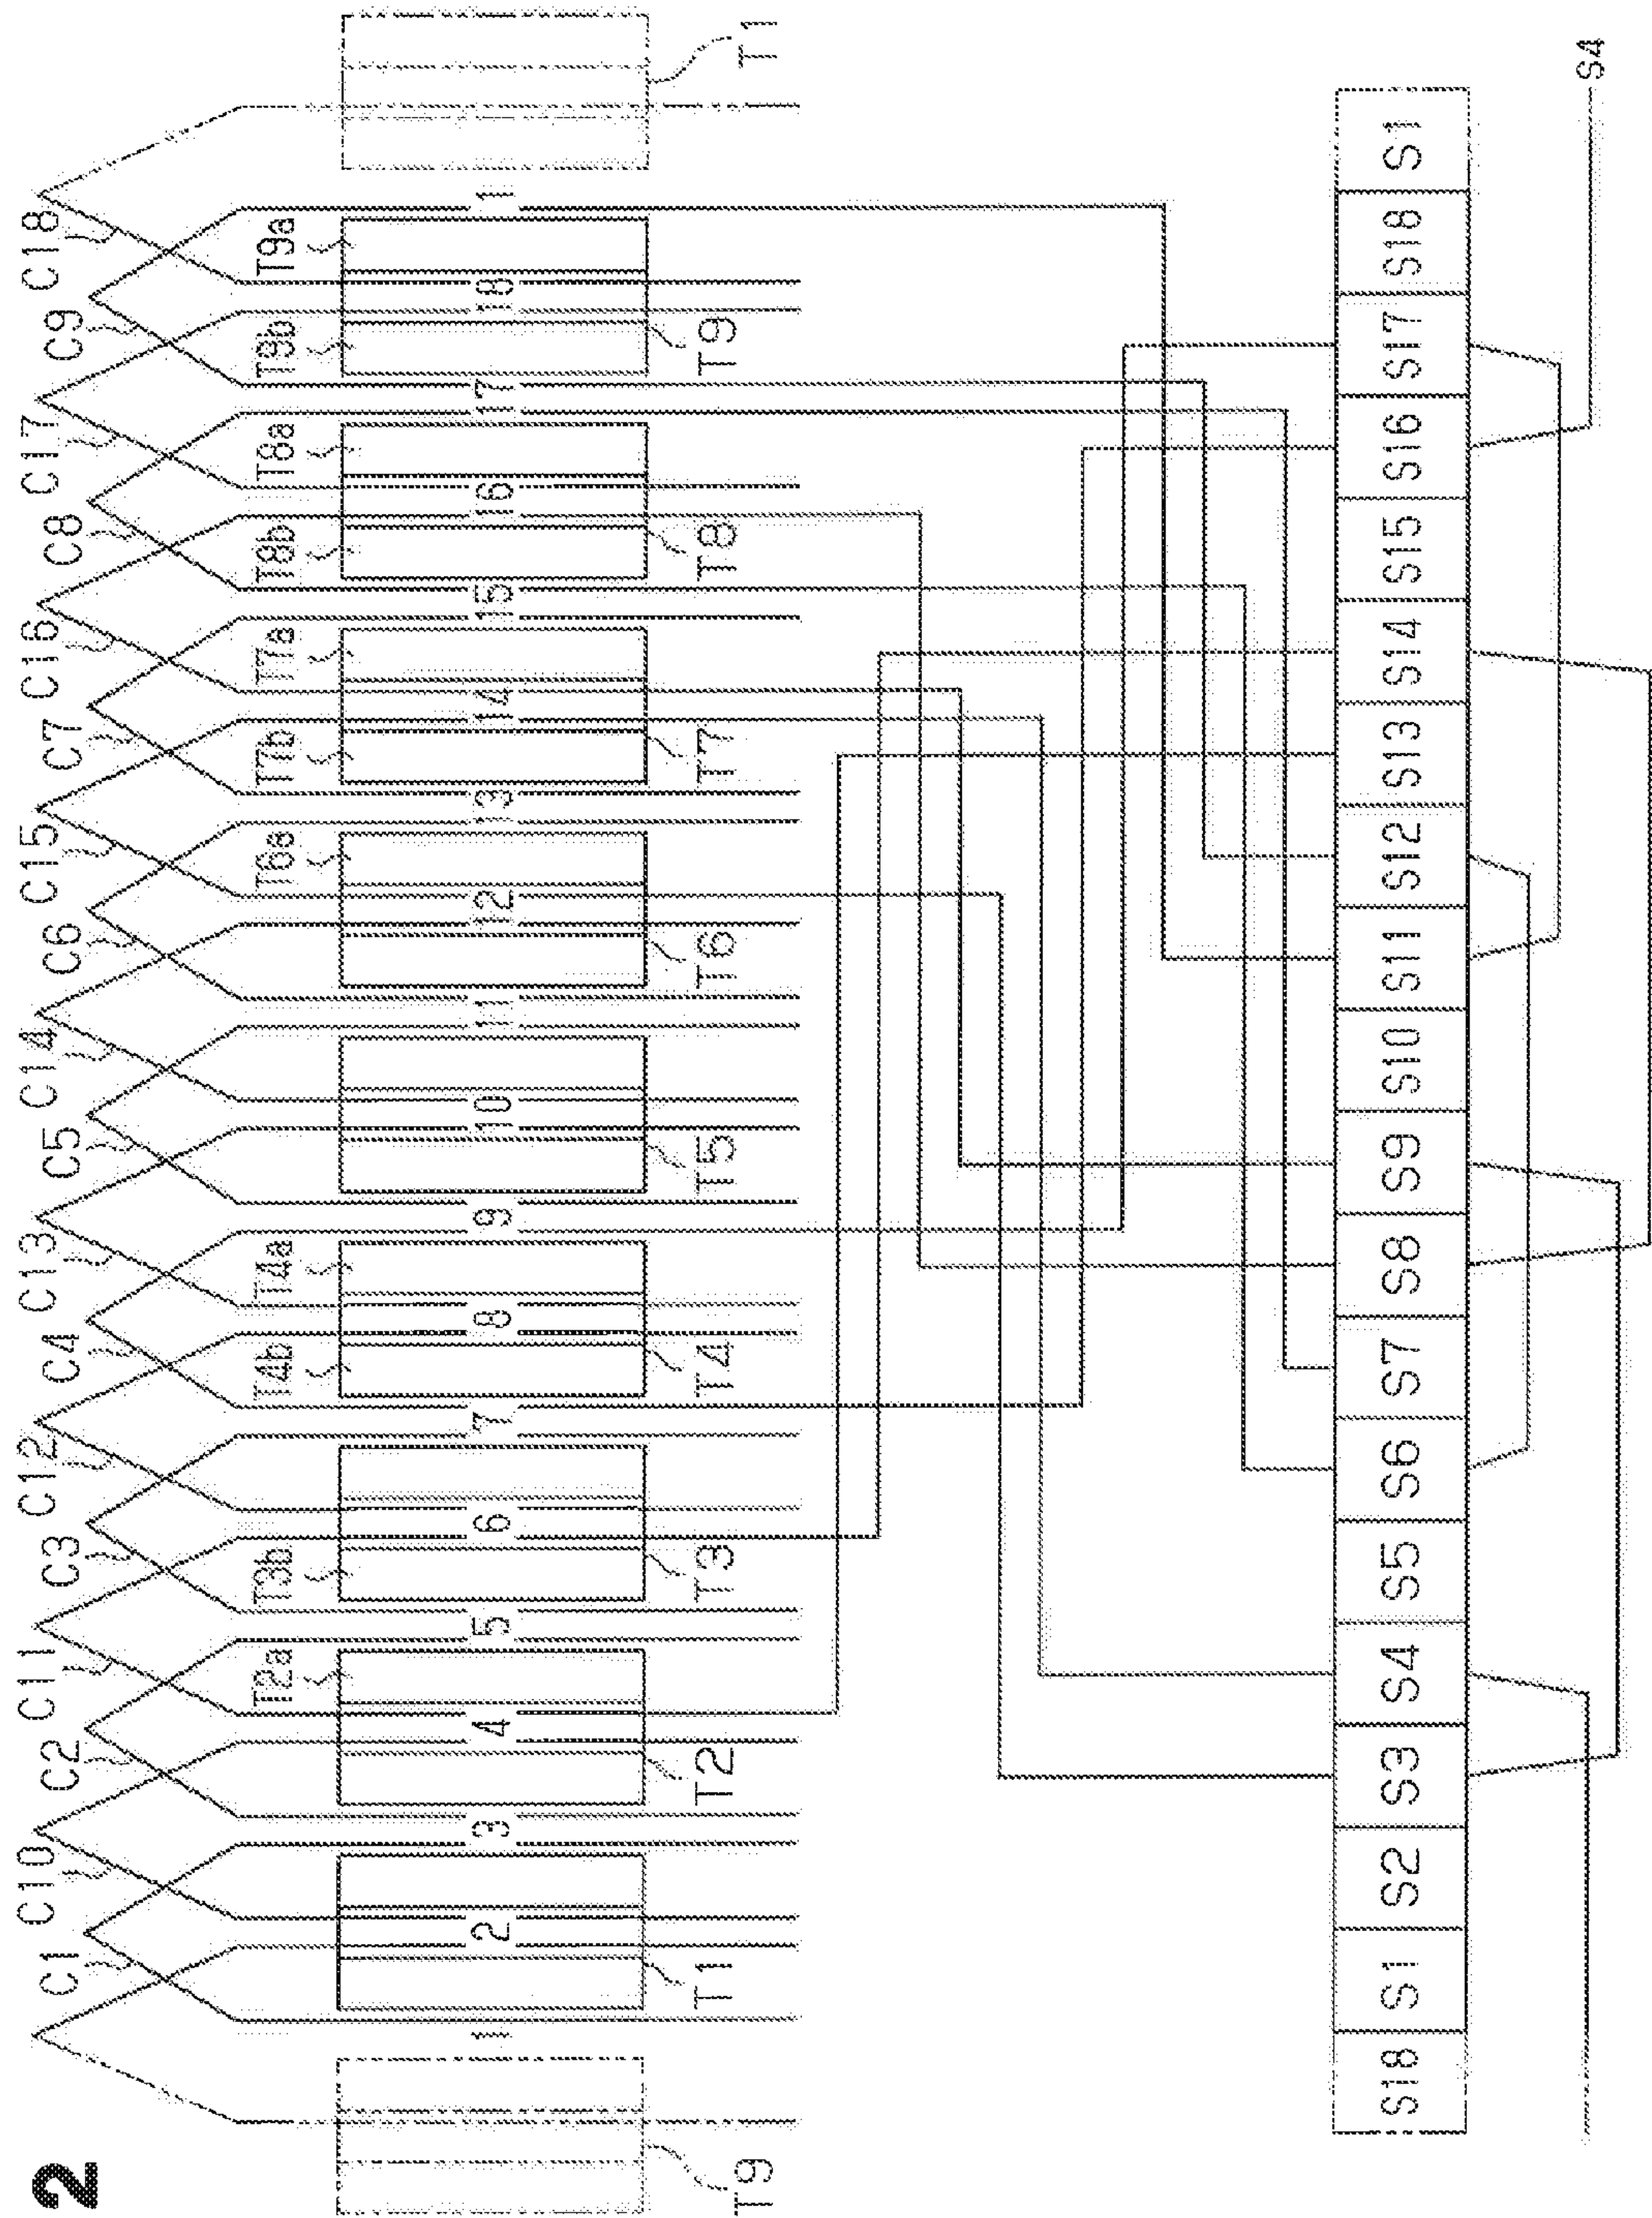 2
C1 C10 C2 C11 C3 C12 C4 C13 C5 C14 C6 C15 C7 C16 C8 C17 C9 C18
T2a T3b T4b T4a T6a T7b T7a T8b T8a T9b T9a
1 2 3 4 5 6 7 8 9 10 11 12 13 14 15 16 17 18 1
T9 T1 T2 T3 T4 T5 T6 T7 T8 T9 T1
S18 S1 S2 S3 S4 S5 S6 S7 S8 S9 S10 S11 S12 S13 S14 S15 S16 S17 S18 S1
S4